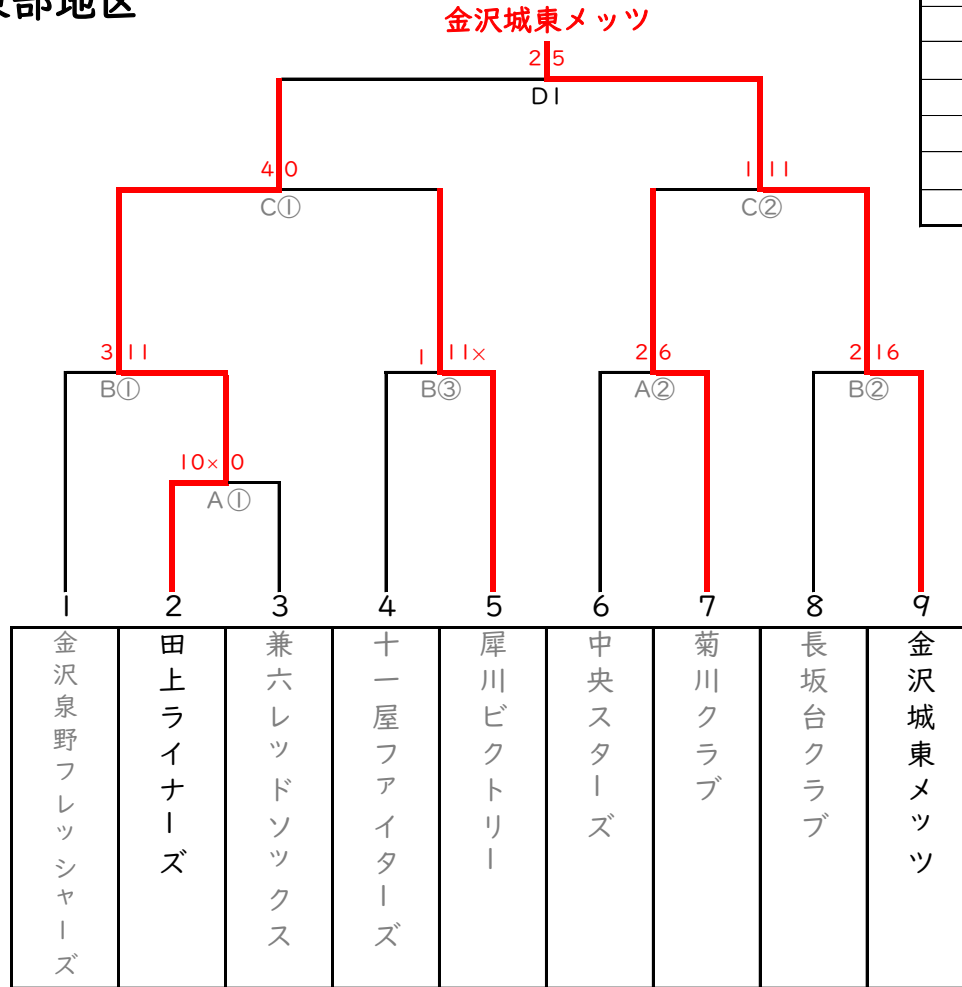 東部地区
金沢城東メッツ
2 5
D1
4 0
C①
1 11
C②
3 11
B①
1 11×
B③
2 6
A②
2 16
B②
10× 0
A①
1 2 3 4 5 6 7 8 9
金沢泉野フレッシャーズ
田上ライナーズ
兼六レッドソックス
十一屋ファイターズ
犀川ビクトリー
中央スターズ
菊川クラブ
長坂台クラブ
金沢城東メッツ